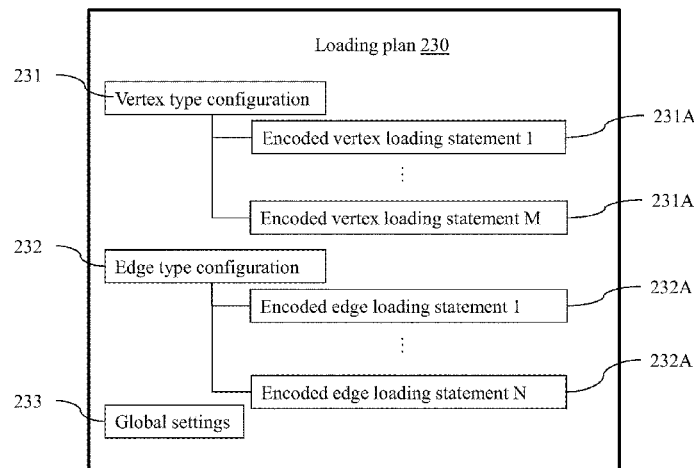 Loading plan 230
231
Vertex type configuration
Encoded vertex loading statement 1
231A
⋮
Encoded vertex loading statement M
231A
232
Edge type configuration
Encoded edge loading statement 1
232A
⋮
Encoded edge loading statement N
232A
233
Global settings